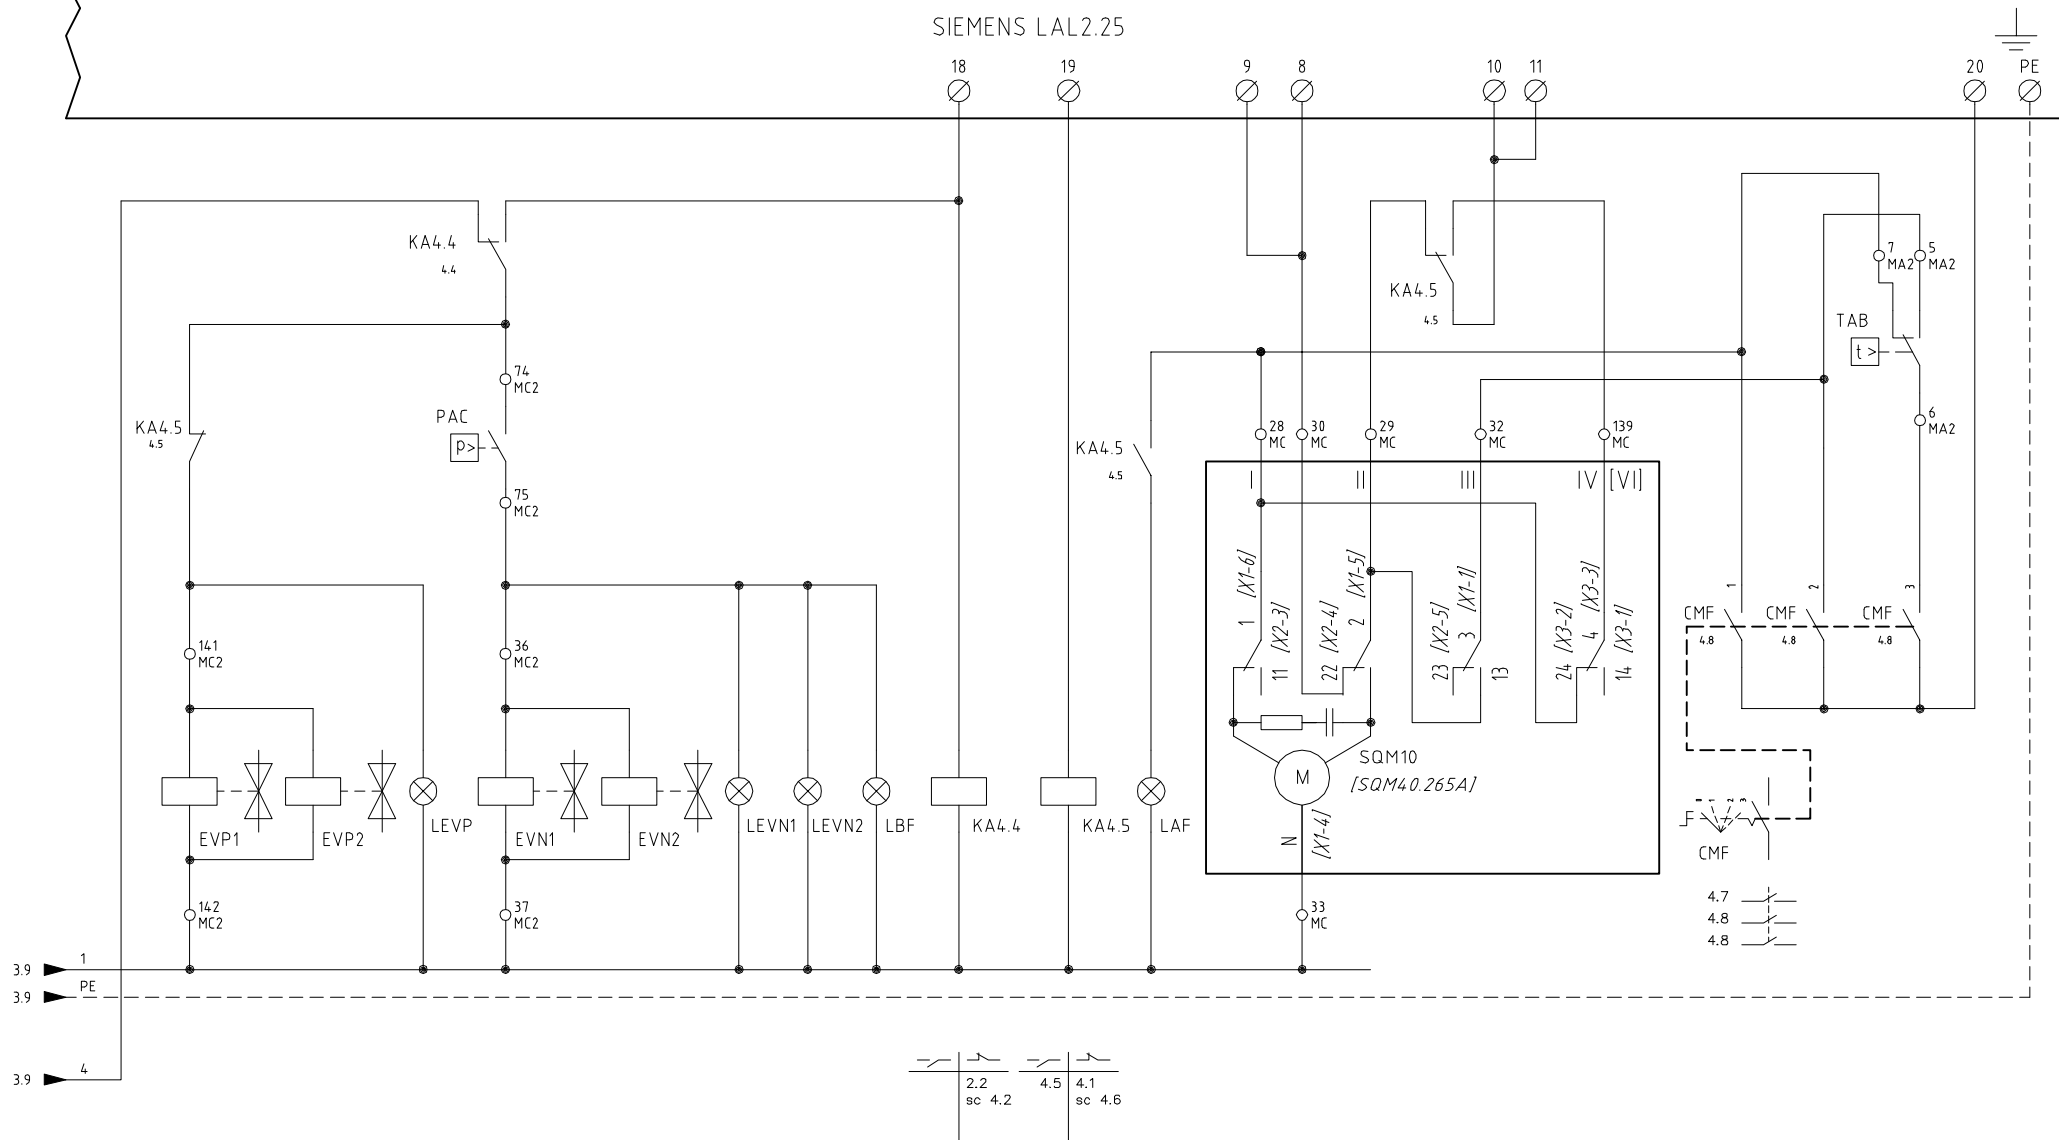 SIEMENS LAL2.25
18 19 9 8 10 11 20 PE
KA4.4
4.4
7
MA2
5
MA2
KA4.5
4.5
TAB
t >
74
MC2
PAC
p>
KA4.5
4.5
KA4.5
4.5
28
MC
30
MC
29
MC
32
MC
139
MC
6
MA2
I II III IV [VI]
75
MC2
1 [X1-6]
11 [X2-3]
22 [X2-4]
2 [X1-5]
23 [X2-5]
3 [X1-1]
13
24 [X3-2]
4 [X3-3]
14 [X3-1]
1 2 3
CMF
4.8
CMF
4.8
CMF
4.8
141
MC2
36
MC2
SQM10
[SQM40.265A]
M
N [X1-4]
EVP1 EVP2 LEVP EVN1 EVN2 LEVN1 LEVN2 LBF KA4.4 KA4.5 LAF
1 2 3
F
CMF
4.7
4.8
4.8
142
MC2
37
MC2
33
MC
3.9 1
3.9 PE
3.9 4
2.2
sc 4.2
4.5 4.1
sc 4.6